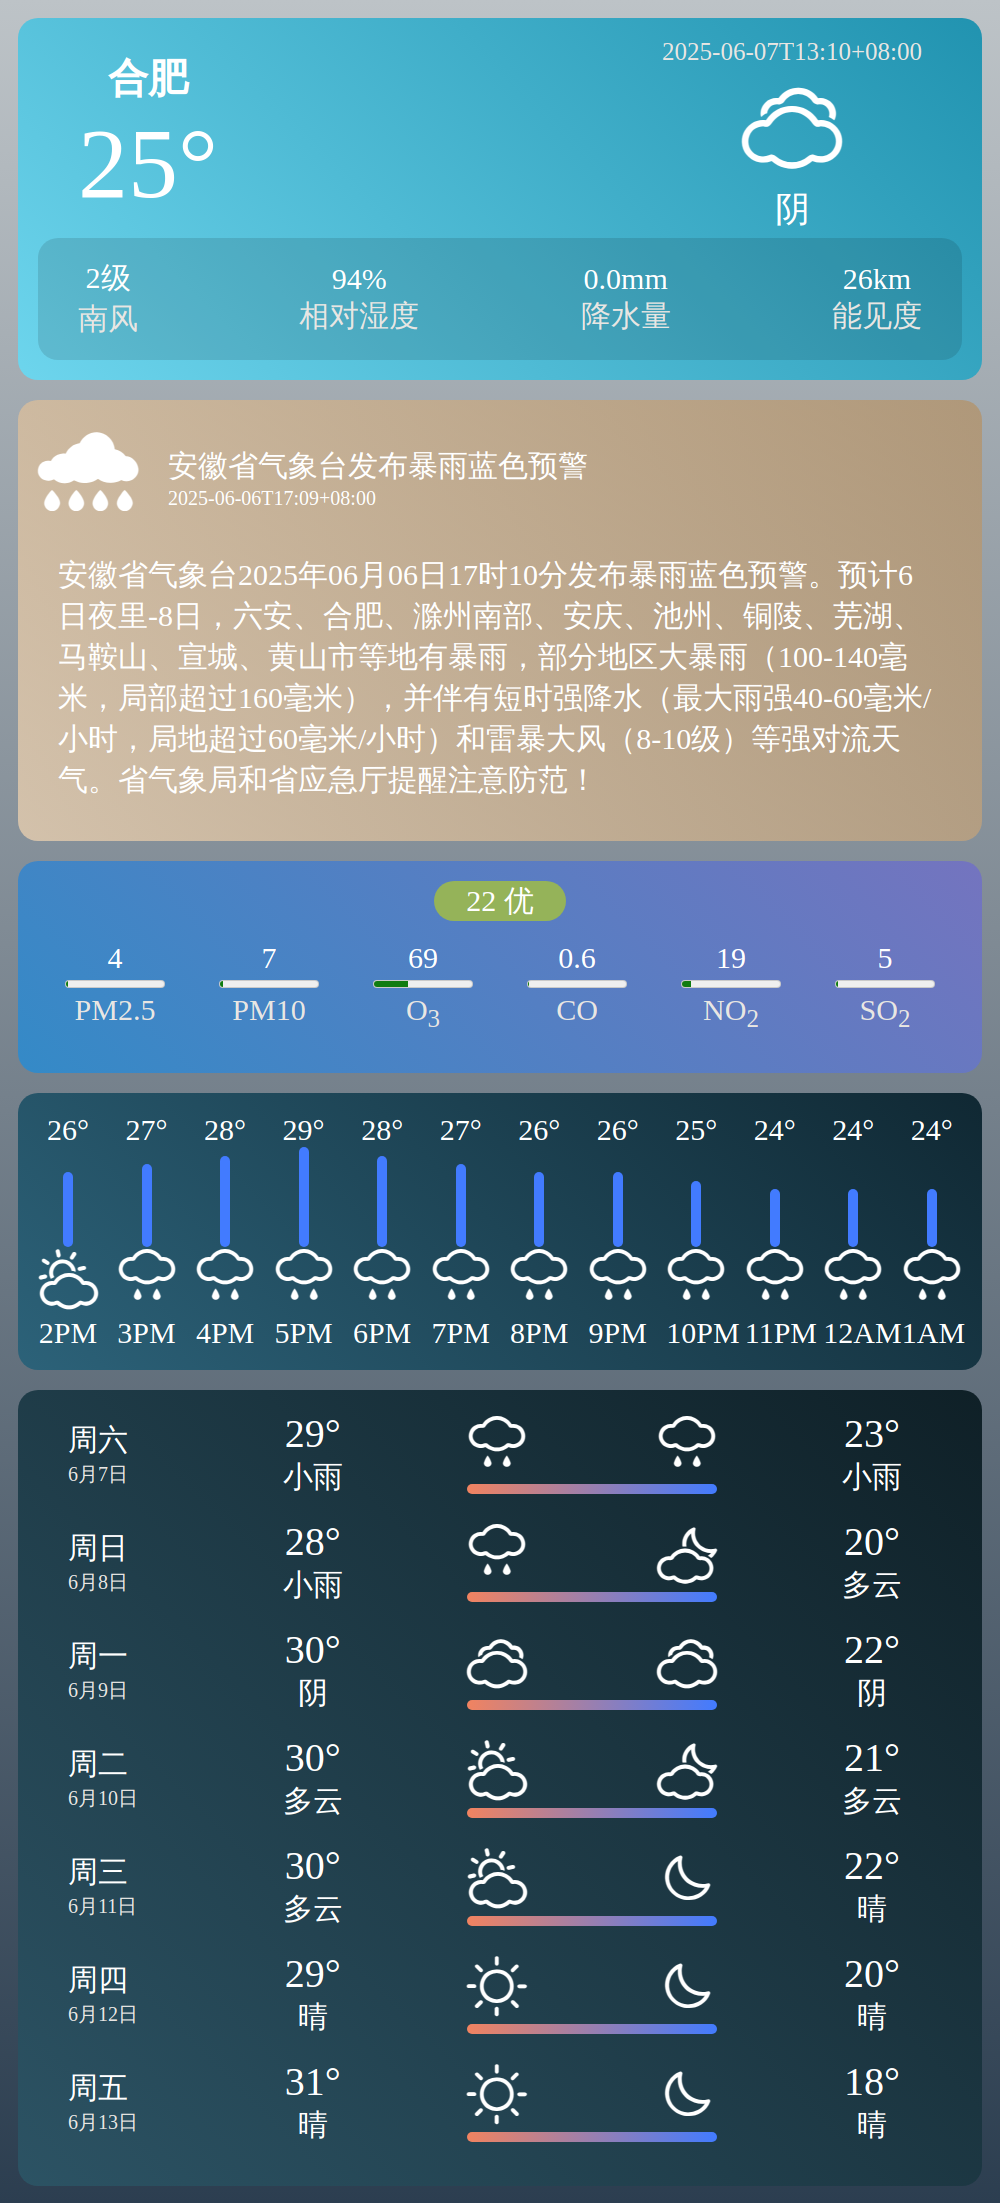 合肥
25°
2025-06-07T13:10+08:00
阴
2级 94% 0.0mm 26km
南风 相对湿度 降水量 能见度
安徽省气象台发布暴雨蓝色预警
2025-06-06T17:09+08:00
安徽省气象台2025年06月06日17时10分发布暴雨蓝色预警。预计6
日夜里-8日，六安、合肥、滁州南部、安庆、池州、铜陵、芜湖、
马鞍山、宣城、黄山市等地有暴雨，部分地区大暴雨（100-140毫
米，局部超过160毫米），并伴有短时强降水（最大雨强40-60毫米/
小时，局地超过60毫米/小时）和雷暴大风（8-10级）等强对流天
气。省气象局和省应急厅提醒注意防范！
22 优
4 7 69 0.6 19 5
PM2.5 PM10 O3 CO NO2 SO2
26° 27° 28° 29° 28° 27° 26° 26° 25° 24° 24° 24°
2PM 3PM 4PM 5PM 6PM 7PM 8PM 9PM 10PM 11PM 12AM 1AM
周六 29° 23°
6月7日 小雨 小雨
周日 28° 20°
6月8日 小雨 多云
周一 30° 22°
6月9日 阴 阴
周二 30° 21°
6月10日 多云 多云
周三 30° 22°
6月11日 多云 晴
周四 29° 20°
6月12日 晴 晴
周五 31° 18°
6月13日 晴 晴